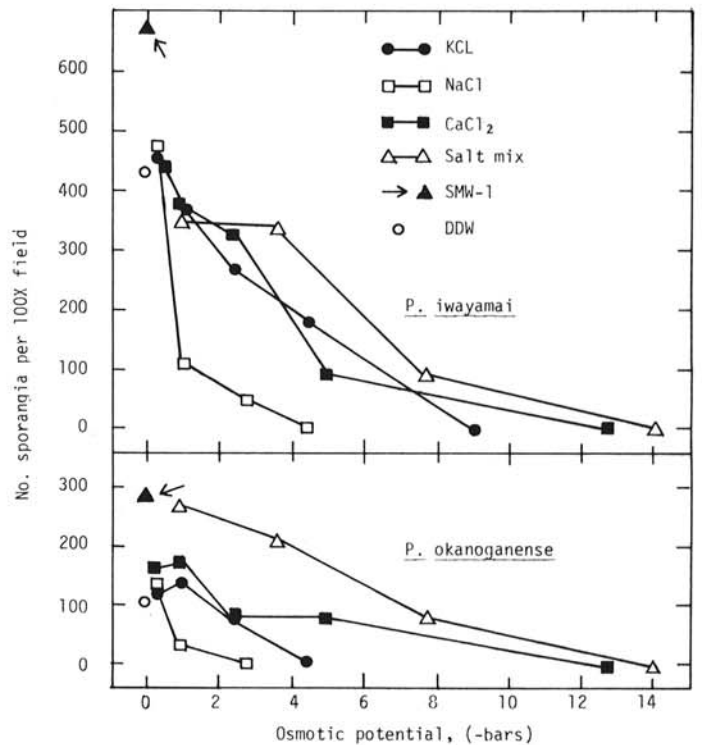 No. sporangia per 100X field
600
500
400
300
200
100
0
KCL
NaCl
CaCl₂
Salt mix
SMW-1
DDW
P. iwayamai
300
200
100
0
P. okanoganense
0 2 4 6 8 10 12 14
Osmotic potential, (-bars)